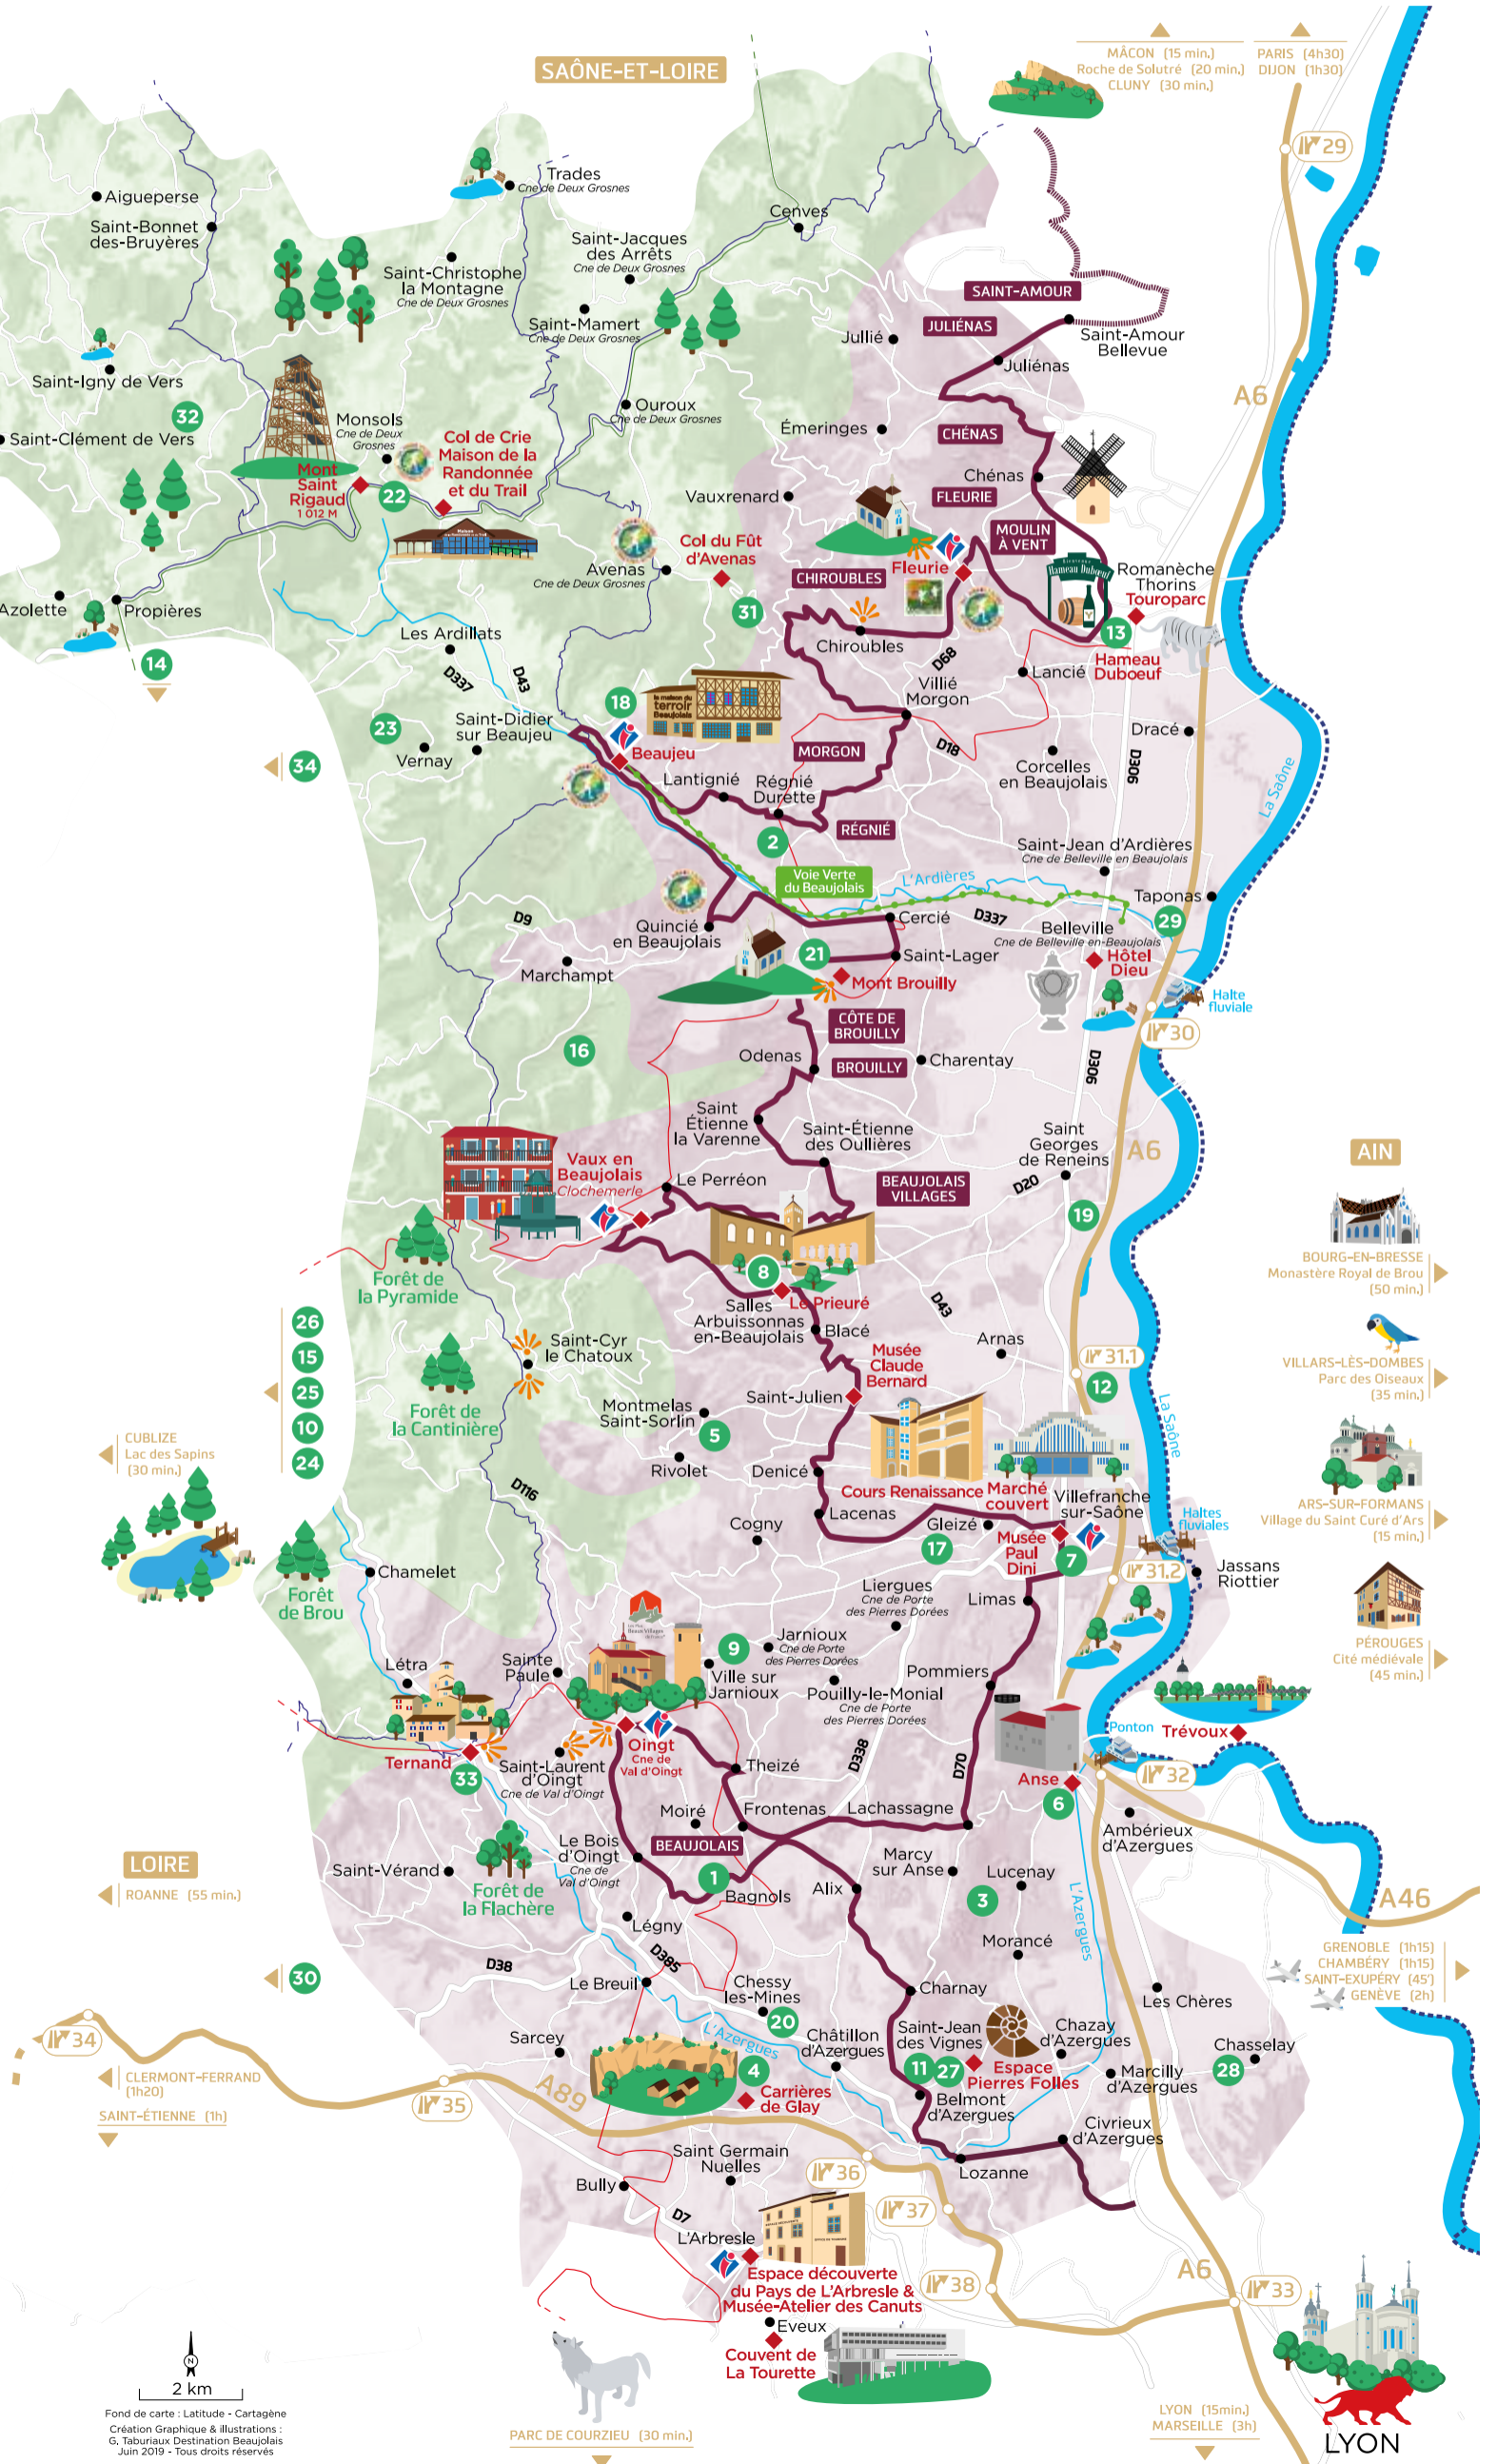 SAÔNE-ET-LOIRE
MÂCON (15 min.)
Roche de Solutré (20 min.)
CLUNY (30 min.)
PARIS (4h30)
DIJON (1h30)
29
Trades
Cne de Deux Grosnes
Aigueperse
Saint-Bonnet
des-Bruyères
Cenves
Saint-Jacques
des Arrêts
Cne de Deux Grosnes
Saint-Christophe
la Montagne
Cne de Deux Grosnes
SAINT-AMOUR
Saint-Mamert
Cne de Deux Grosnes
JULIÉNAS
Jullié
Saint-Amour
Bellevue
Juliénas
Saint-Igny de Vers
A6
32
Ouroux
Cne de Deux Grosnes
Monsols
Cne de Deux
Grosnes
Saint-Clément de Vers
Émeringes
CHÉNAS
Col de Crie
Maison de la
Randonnée
et du Trail
Mont
Saint
Rigaud
1 012 M
22
Chénas
Vauxrenard
FLEURIE
MOULIN
À VENT
Col du Fût
d'Avenas
Avenas
Cne de Deux Grosnes
Fleurie
CHIROUBLES
Hameau Dubœuf
Romanèche
Thorins
Touroparc
Azolette
Propières
31
13
Les Ardillats
Chiroubles
14
D337
D43
D68
Lancié
Hameau
Dubœuf
Villié
Morgon
18
la maison du
terroir
Beaujolais
23
Saint-Didier
sur Beaujeu
Vernay
Beaujeu
MORGON
D18
Dracé
D306
Corcelles
en Beaujolais
La Saône
34
Lantignié
Régnié
Durette
RÉGNIÉ
2
Saint-Jean d'Ardières
Cne de Belleville en Beaujolais
Voie Verte
du Beaujolais
L'Ardières
Taponas
D9
Quincié
en Beaujolais
Cercié
D337
29
Belleville
Cne de Belleville en-Beaujolais
Marchampt
21
Saint-Lager
Hôtel
Dieu
Mont Brouilly
Halte
fluviale
CÔTE DE
BROUILLY
30
16
Odenas
BROUILLY
Charentay
D306
Saint
Étienne
la Varenne
Saint-Étienne
des Oullières
Saint
Georges
de Reneins
A6
AIN
Vaux en
Beaujolais
Clochemerle
Le Perréon
BEAUJOLAIS
VILLAGES
D20
19
BOURG-EN-BRESSE
Monastère Royal de Brou
(50 min.)
Forêt de
la Pyramide
8
Le Prieuré
Salles
Arbuissonnas
en-Beaujolais
D43
26
15
25
10
24
Blacé
Arnas
Saint-Cyr
le Chatoux
31.1
12
Musée
Claude
Bernard
VILLARS-LÈS-DOMBES
Parc des Oiseaux
(35 min.)
Saint-Julien
Forêt de
la Cantinière
Montmelas
Saint-Sorlin
5
La Saône
CUBLIZE
Lac des Sapins
(30 min.)
Rivolet
Denicé
D116
Cours Renaissance
Marché
couvert
Villefranche
sur-Saône
ARS-SUR-FORMANS
Village du Saint Curé d'Ars
(15 min.)
Lacenas
Haltes
fluviales
Cogny
Gleizé
17
Musée
Paul
Dini
7
31.2
Jassans
Riottier
Chamelet
Forêt
de Brou
Liergues
Cne de Porte
des Pierres Dorées
Limas
Jarnioux
Cne de Porte
des Pierres Dorées
9
Létra
Sainte
Paule
Ville sur
Jarnioux
Pommiers
Pouilly-le-Monial
Cne de Porte
des Pierres Dorées
PÉROUGES
Cité médiévale
(45 min.)
Ternand
33
Oingt
Cne de
Val d'Oingt
Saint-Laurent
d'Oingt
Cne de Val d'Oingt
Theizé
D338
D70
Ponton
Trévoux
Anse
6
32
Moiré
Frontenas
Lachassagne
Ambérieux
d'Azergues
BEAUJOLAIS
Le Bois
d'Oingt
Cne de
Val d'Oingt
LOIRE
ROANNE (55 min.)
Saint-Vérand
Forêt de
la Flachère
1
Bagnols
Alix
Marcy
sur Anse
Lucenay
3
A46
L'Azergues
Légny
Morancé
D38
D385
30
Le Breuil
Chessy
les-Mines
20
Charnay
Les Chères
GRENOBLE (1h15)
CHAMBÉRY (1h15)
SAINT-EXUPÉRY (45')
GENÈVE (2h)
34
Sarcey
L'Azergues
Châtillon
d'Azergues
Saint-Jean
des Vignes
Chazay
d'Azergues
Chasselay
28
CLERMONT-FERRAND
(1h20)
4
11
27
Espace
Pierres Folles
Marcilly
d'Azergues
SAINT-ÉTIENNE (1h)
35
A89
Carrières
de Glay
Belmont
d'Azergues
Civrieux
d'Azergues
Saint Germain
Nuelles
36
Lozanne
Bully
D7
37
L'Arbresle
A6
Espace découverte
du Pays de L'Arbresle &
Musée-Atelier des Canuts
38
33
Eveux
Couvent de
La Tourette
N
2 km
Fond de carte : Latitude - Cartagène
Création Graphique & illustrations :
G. Taburiaux Destination Beaujolais
Juin 2019 - Tous droits réservés
PARC DE COURZIEU (30 min.)
LYON (15min.)
MARSEILLE (3h)
LYON